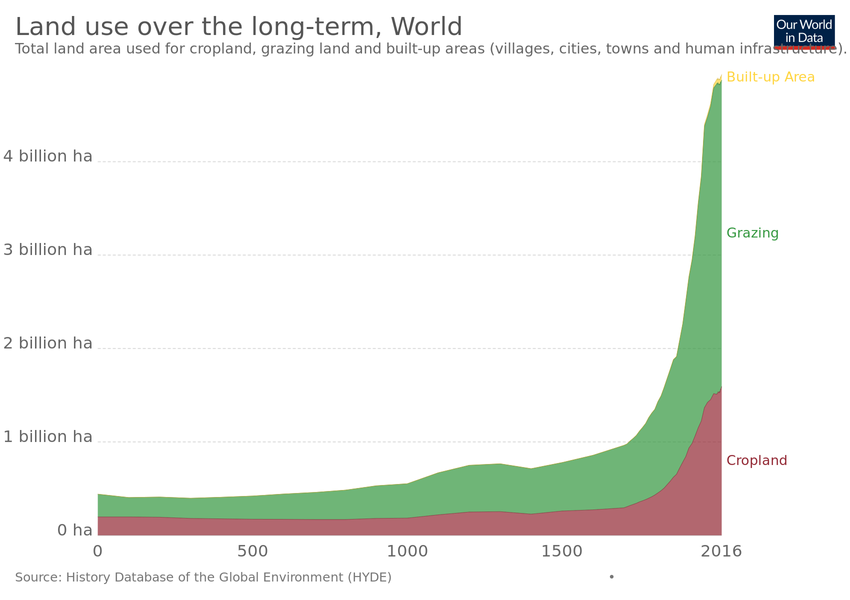 Land use over the long-term, World
Our World
in Data
Total land area used for cropland, grazing land and built-up areas (villages, cities, towns and human infrastructure).
Built-up Area
4 billion ha
3 billion ha
Grazing
2 billion ha
1 billion ha
Cropland
0 ha
0 500 1000 1500 2016
Source: History Database of the Global Environment (HYDE) •